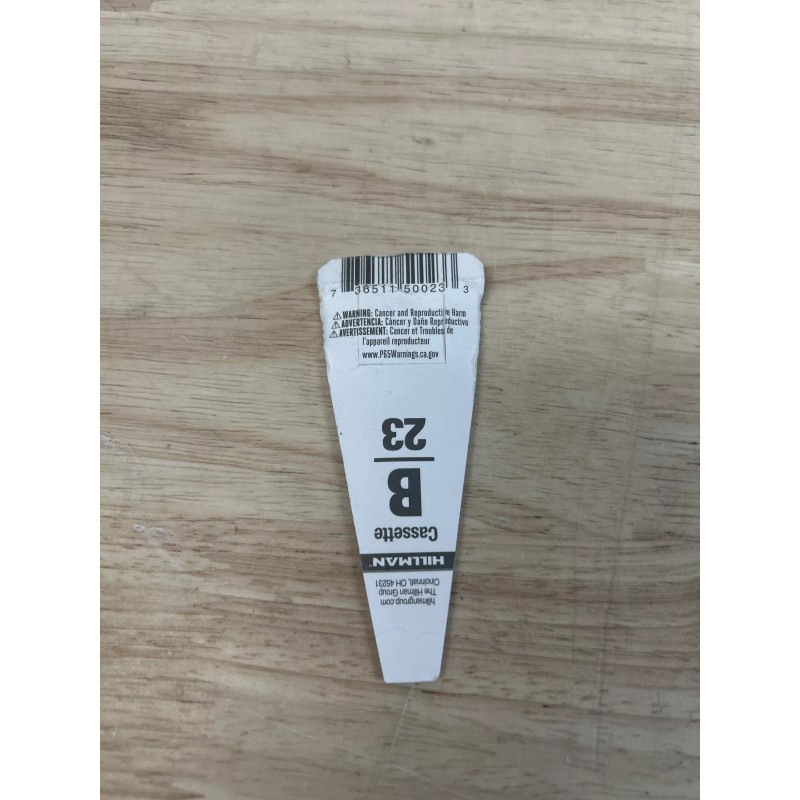 7 36511 50023 3
⚠ WARNING: Cancer and Reproductive Harm
⚠ ADVERTENCIA: Cáncer y Daño Reproductivo
⚠ AVERTISSEMENT: Cancer et Troubles de
l'appareil reproducteur
www.P65Warnings.ca.gov
hillmangroup.com
The Hillman Group
Cincinnati, OH 45231
HILLMAN™
Cassette
B
23